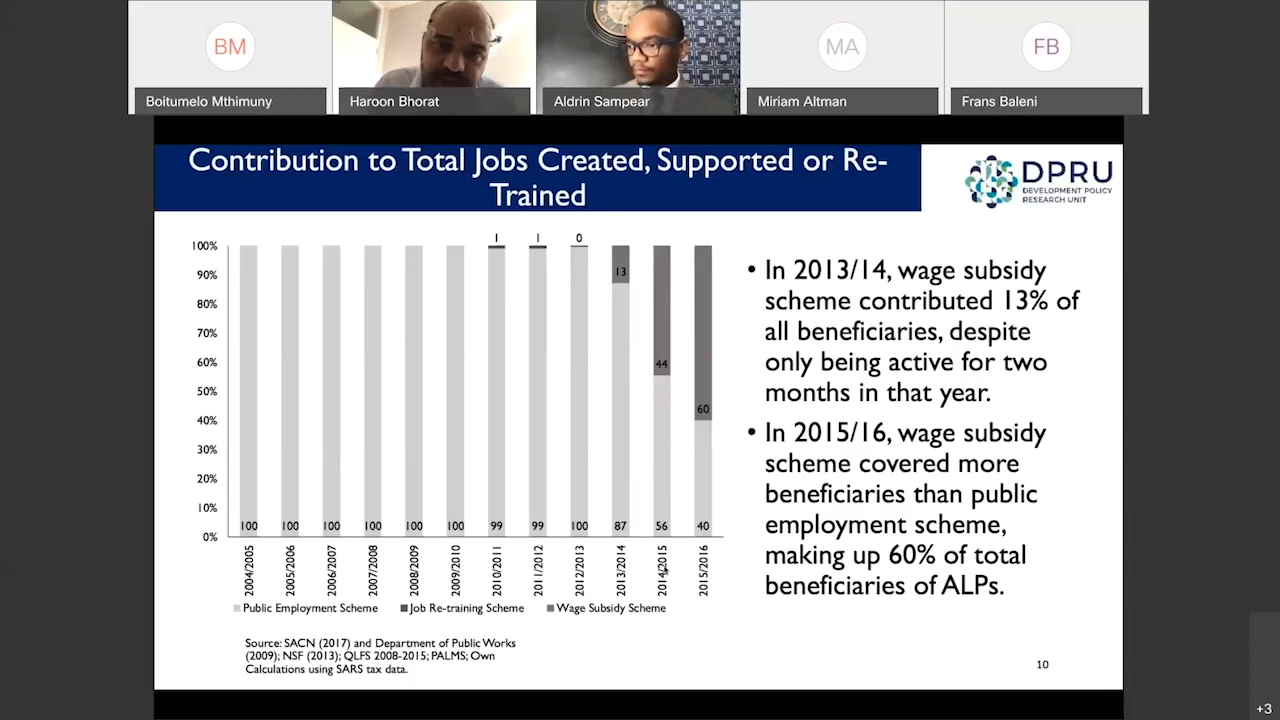 BM
MA
FB
Boitumelo Mthimuny
Haroon Bhorat
Aldrin Sampear
Miriam Altman
Frans Baleni
Contribution to Total Jobs Created, Supported or Re-
Trained
DPRU
DEVELOPMENT POLICY
RESEARCH UNIT
1 1 0
100%
90%
80%
70%
60%
50%
40%
30%
20%
10%
0%
13
44
60
100 100 100 100 100 100 99 99 100 87 56 40
2004/2005
2005/2006
2006/2007
2007/2008
2008/2009
2009/2010
2010/2011
2011/2012
2012/2013
2013/2014
2014/2015
2015/2016
Public Employment Scheme Job Re-training Scheme Wage Subsidy Scheme
• In 2013/14, wage subsidy
scheme contributed 13% of
all beneficiaries, despite
only being active for two
months in that year.
• In 2015/16, wage subsidy
scheme covered more
beneficiaries than public
employment scheme,
making up 60% of total
beneficiaries of ALPs.
Source: SACN (2017) and Department of Public Works
(2009); NSF (2013); QLFS 2008-2015; PALMS; Own
Calculations using SARS tax data.
10
+3